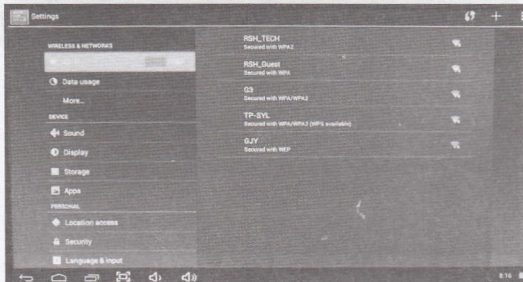 Settings
WIRELESS & NETWORKS
Data usage
More...
DEVICE
Sound
Display
Storage
Apps
PERSONAL
Location access
Security
Language & input
RSH_TECH
Secured with WPA2
RSH_Guest
Secured with WPA
G3
Secured with WPA/WPA2
TP-SYL
Secured with WPA/WPA2 (WPS available)
GJY
Secured with WEP
8:16